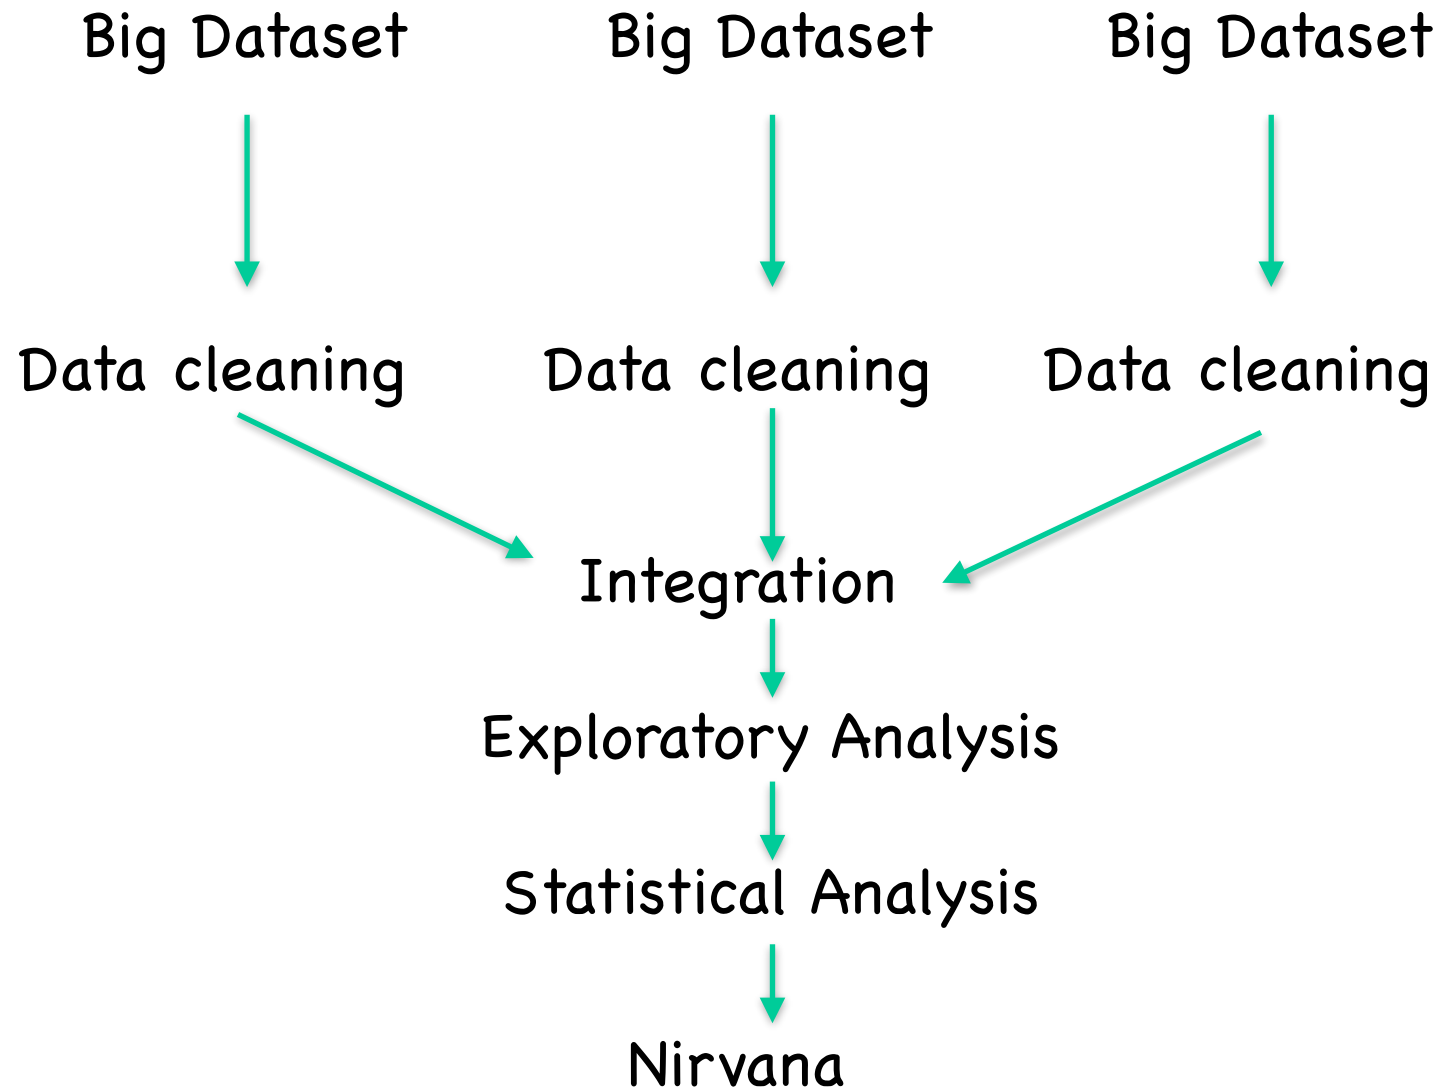 Big Dataset Big Dataset Big Dataset
Data cleaning Data cleaning Data cleaning
Integration
Exploratory Analysis
Statistical Analysis
Nirvana